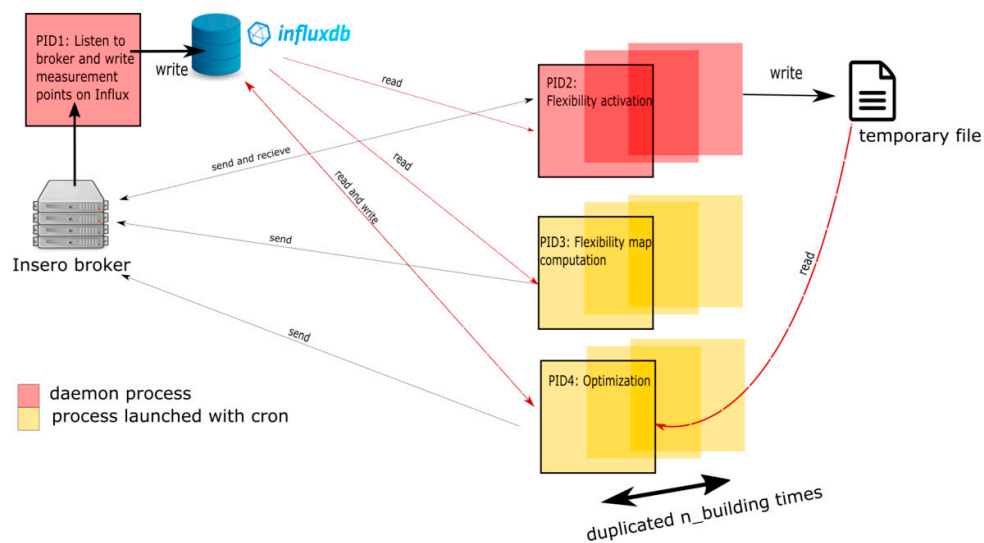 PID1: Listen to
broker and write
measurement
points on Influx
write
influxdb
read
PID2:
Flexibility activation
write
temporary file
send and recieve
read
read and write
send
PID3: Flexibility map
computation
read
Insero broker
send
PID4: Optimization
daemon process
process launched with cron
duplicated n_building times